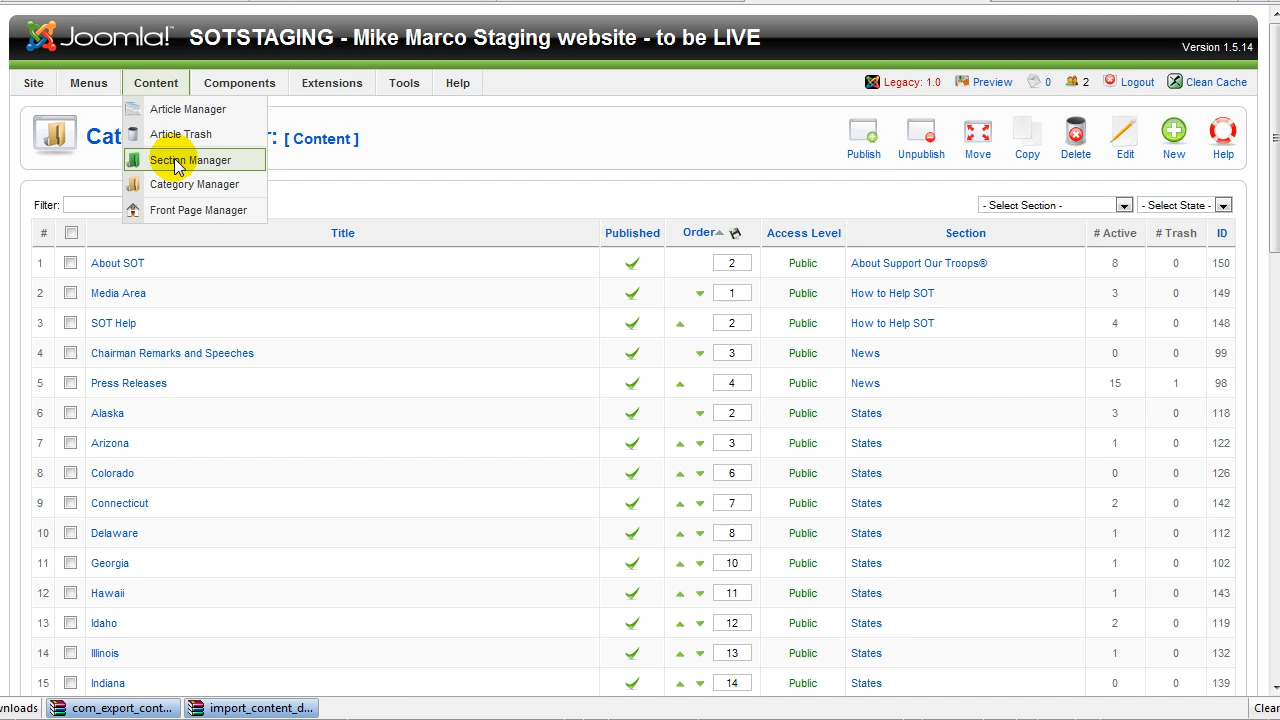 Joomla! SOTSTAGING - Mike Marco Staging website - to be LIVE
Version 1.5.14
Site Menus Content Components Extensions Tools Help Legacy: 1.0 Preview 0 2 Logout Clean Cache
Article Manager
Article Trash
Section Manager
Category Manager
Front Page Manager
[ Content ]
Publish Unpublish Move Copy Delete Edit New Help
Filter: - Select Section - - Select State -
# Title Published Order Access Level Section # Active # Trash ID
1 About SOT 2 Public About Support Our Troops® 8 0 150
2 Media Area 1 Public How to Help SOT 3 0 149
3 SOT Help 2 Public How to Help SOT 4 0 148
4 Chairman Remarks and Speeches 3 Public News 0 0 99
5 Press Releases 4 Public News 15 1 98
6 Alaska 2 Public States 3 0 118
7 Arizona 3 Public States 1 0 122
8 Colorado 6 Public States 0 0 126
9 Connecticut 7 Public States 2 0 142
10 Delaware 8 Public States 1 0 112
11 Georgia 10 Public States 1 0 102
12 Hawaii 11 Public States 1 0 143
13 Idaho 12 Public States 2 0 119
14 Illinois 13 Public States 1 0 132
15 Indiana 14 Public States 0 0 139
wnloads com_export_cont... import_content_d... Clear